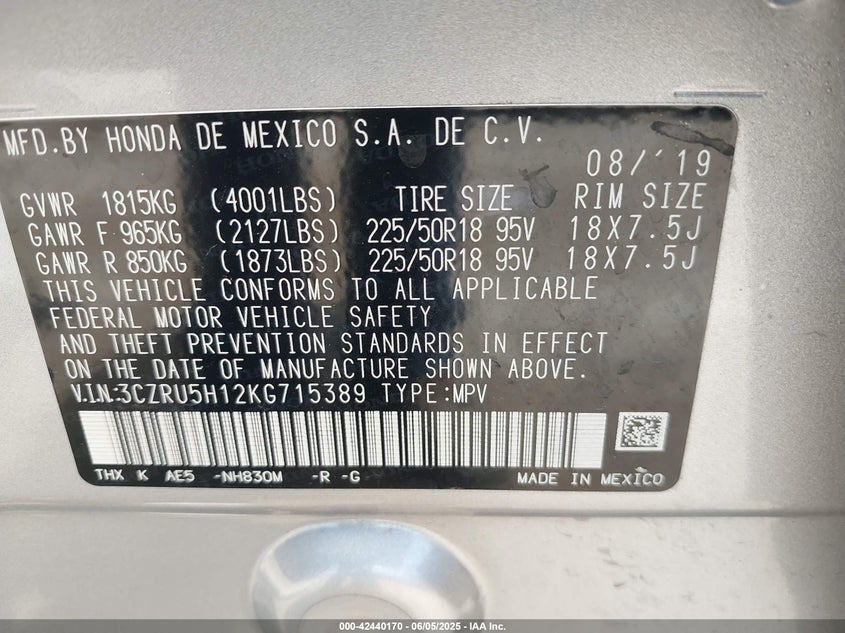 MFD.BY HONDA DE MEXICO S.A. DE C.V.
08/'19
GVWR 1815KG (4001LBS) TIRE SIZE RIM SIZE
GAWR F 965KG (2127LBS) 225/50R18 95V 18X7.5J
GAWR R 850KG (1873LBS) 225/50R18 95V 18X7.5J
THIS VEHICLE CONFORMS TO ALL APPLICABLE
FEDERAL MOTOR VEHICLE SAFETY
AND THEFT PREVENTION STANDARDS IN EFFECT
ON THE DATE OF MANUFACTURE SHOWN ABOVE.
V.I.N.:3CZRU5H12KG715389 TYPE:MPV
THX K AE5 -NH830M -R -G MADE IN MEXICO
000-42440170 | 06/05/2025 | IAA Inc.